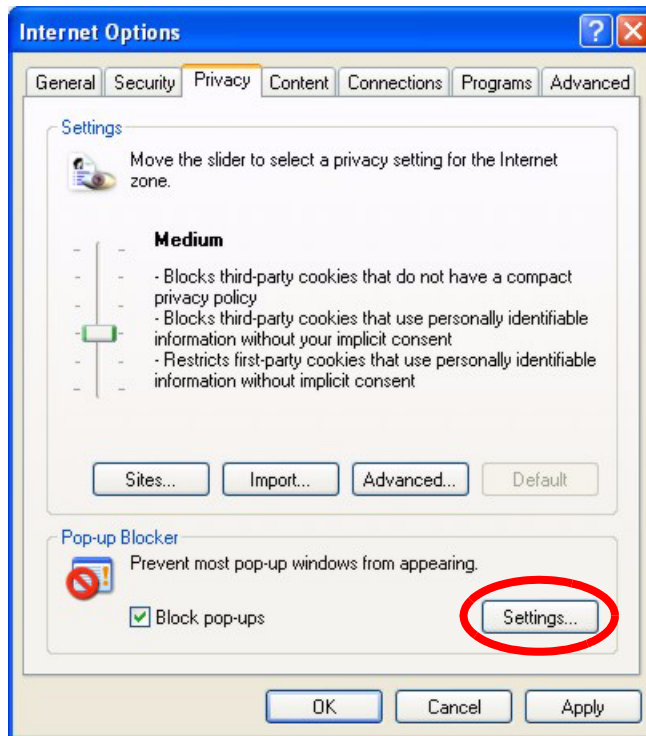 Internet Options
General Security Privacy Content Connections Programs Advanced
Settings
Move the slider to select a privacy setting for the Internet
zone.
Medium
- Blocks third-party cookies that do not have a compact
privacy policy
- Blocks third-party cookies that use personally identifiable
information without your implicit consent
- Restricts first-party cookies that use personally identifiable
information without implicit consent
Sites... Import... Advanced... Default
Pop-up Blocker
Prevent most pop-up windows from appearing.
Block pop-ups Settings...
OK Cancel Apply